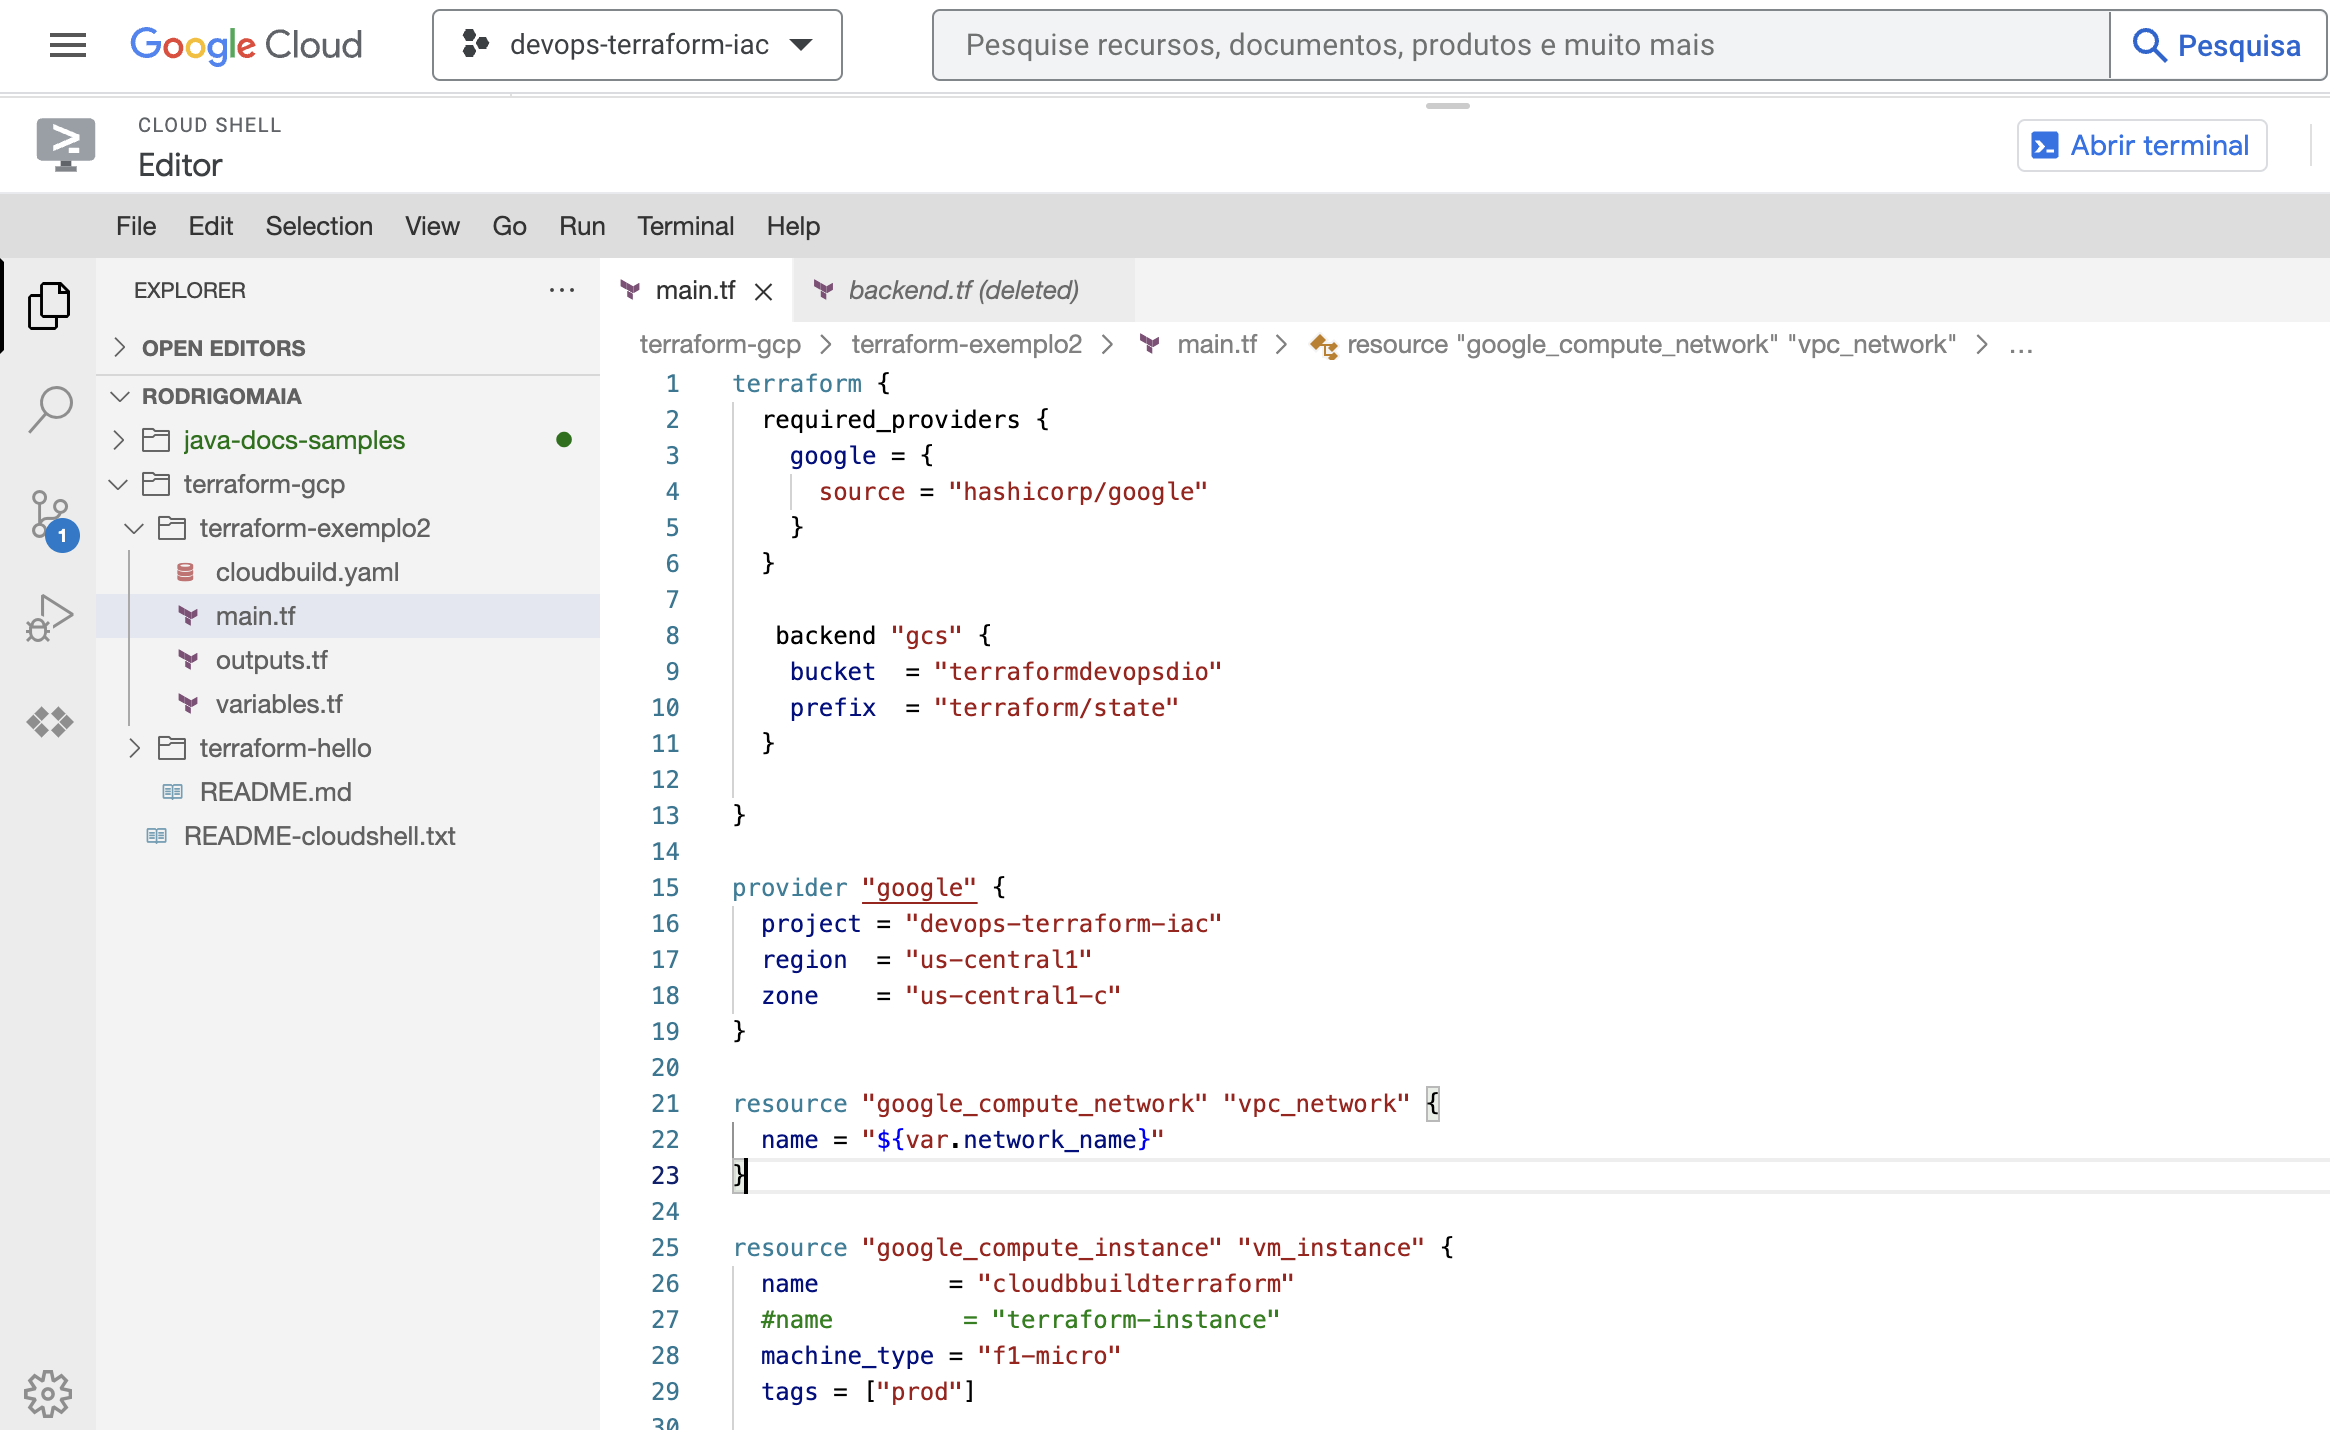 Google Cloud
devops-terraform-iac
Pesquise recursos, documentos, produtos e muito mais
Pesquisa
CLOUD SHELL
Editor
Abrir terminal
File Edit Selection View Go Run Terminal Help
EXPLORER
OPEN EDITORS
RODRIGOMAIA
java-docs-samples
terraform-gcp
1
terraform-exemplo2
cloudbuild.yaml
main.tf
outputs.tf
variables.tf
terraform-hello
README.md
README-cloudshell.txt
main.tf
backend.tf (deleted)
terraform-gcp > terraform-exemplo2 > main.tf > resource "google_compute_network" "vpc_network" > ...
1 terraform {
2   required_providers {
3     google = {
4       source = "hashicorp/google"
5     }
6   }
7
8    backend "gcs" {
9     bucket  = "terraformdevopsdio"
10     prefix  = "terraform/state"
11   }
12
13 }
14
15 provider "google" {
16   project = "devops-terraform-iac"
17   region  = "us-central1"
18   zone    = "us-central1-c"
19 }
20
21 resource "google_compute_network" "vpc_network" {
22   name = "${var.network_name}"
23 }
24
25 resource "google_compute_instance" "vm_instance" {
26   name         = "cloudbbuildterraform"
27   #name         = "terraform-instance"
28   machine_type = "f1-micro"
29   tags = ["prod"]
30